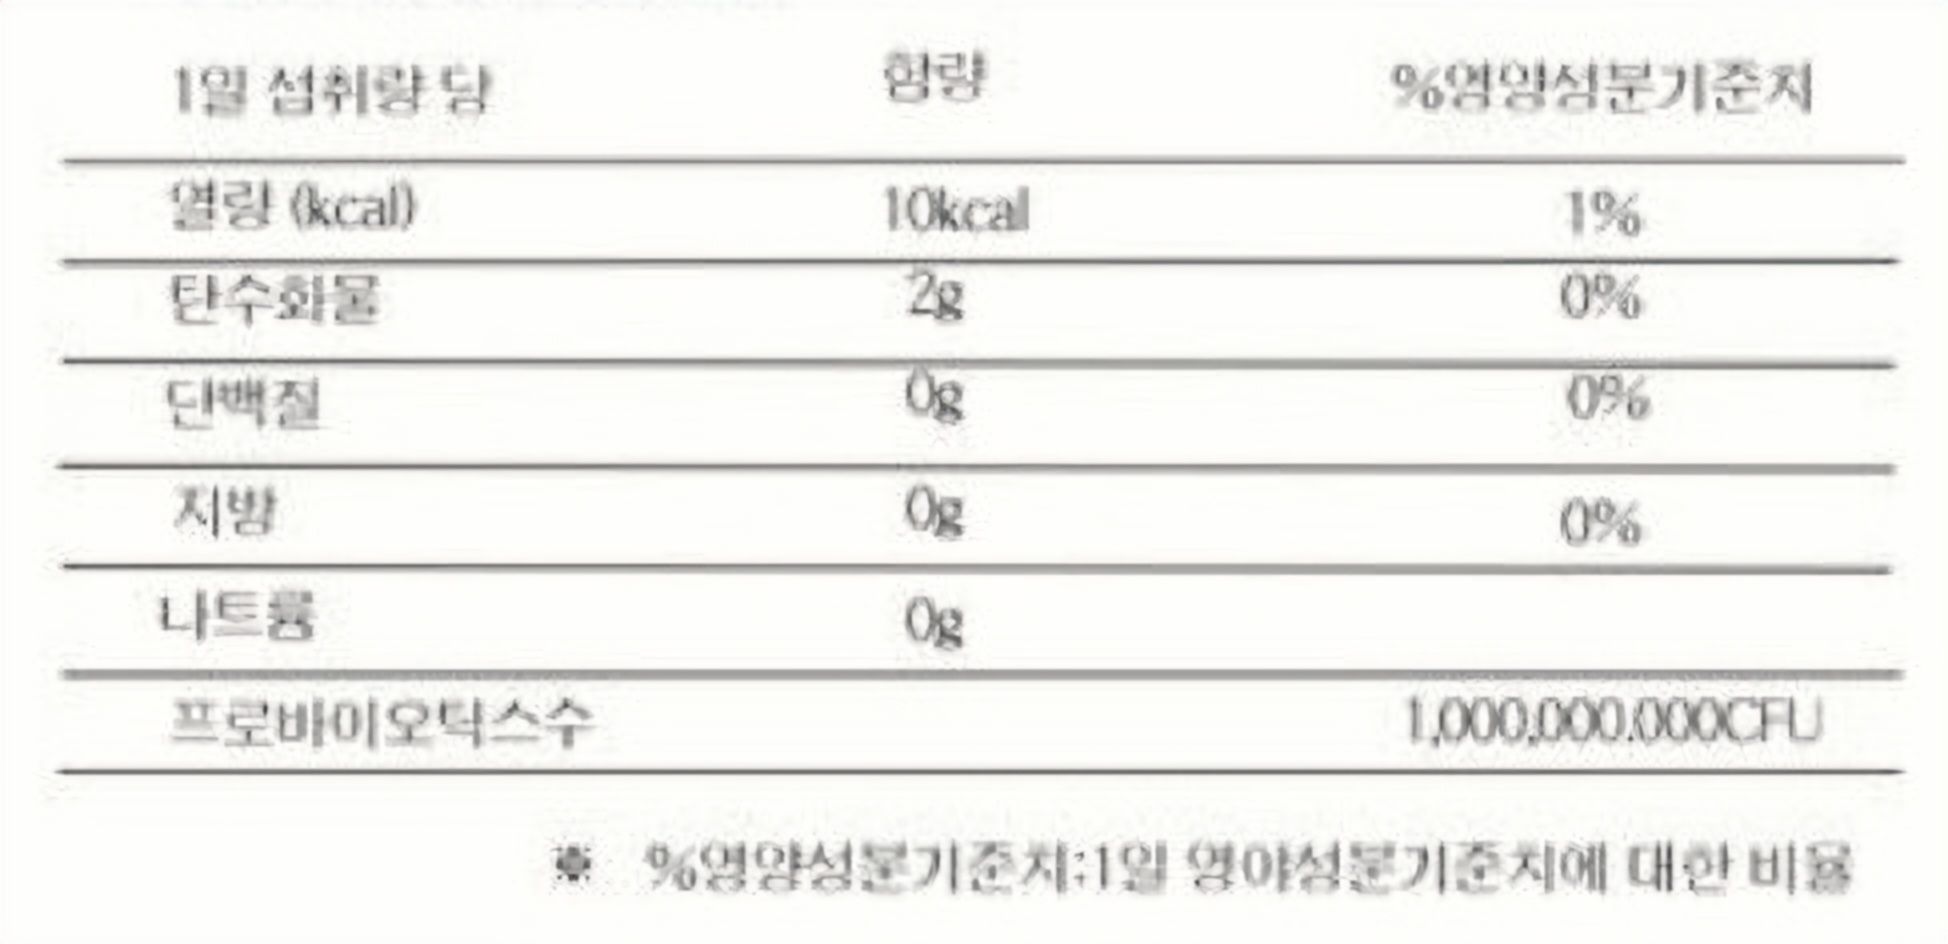 1일 섭취량 당 함량 %영양성분기준치
열량 (kcal) 10kcal 1%
탄수화물 2g 0%
단백질 0g 0%
지방 0g 0%
나트륨 0g
프로바이오틱스수 1,000,000,000CFU
※ %영양성분기준치:1일 영야성분기준치에 대한 비율